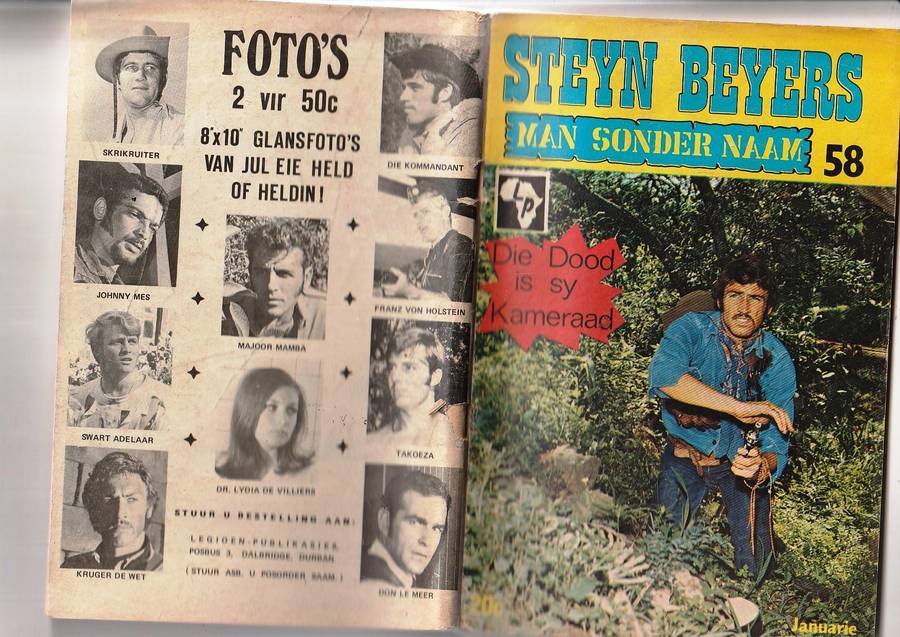 FOTO'S
2 vir 50c
8"x10" GLANSFOTO'S
VAN JUL EIE HELD
OF HELDIN!
SKRIKRUITER
DIE KOMMANDANT
JOHNNY MES
FRANZ VON HOLSTEIN
MAJOOR MAMBA
SWART ADELAAR
TAKOEZA
DR. LYDIA DE VILLIERS
KRUGER DE WET
DON LE MEER
STUUR U BESTELLING AAN:
LEGIOEN-PUBLIKASIES,
POSBUS 3, DALBRIDGE, DURBAN.
(STUUR ASB. U POSORDER SAAM.)
STEYN BEYERS
MAN SONDER NAAM
58
p
Die Dood
is sy
Kameraad
20c
Januarie